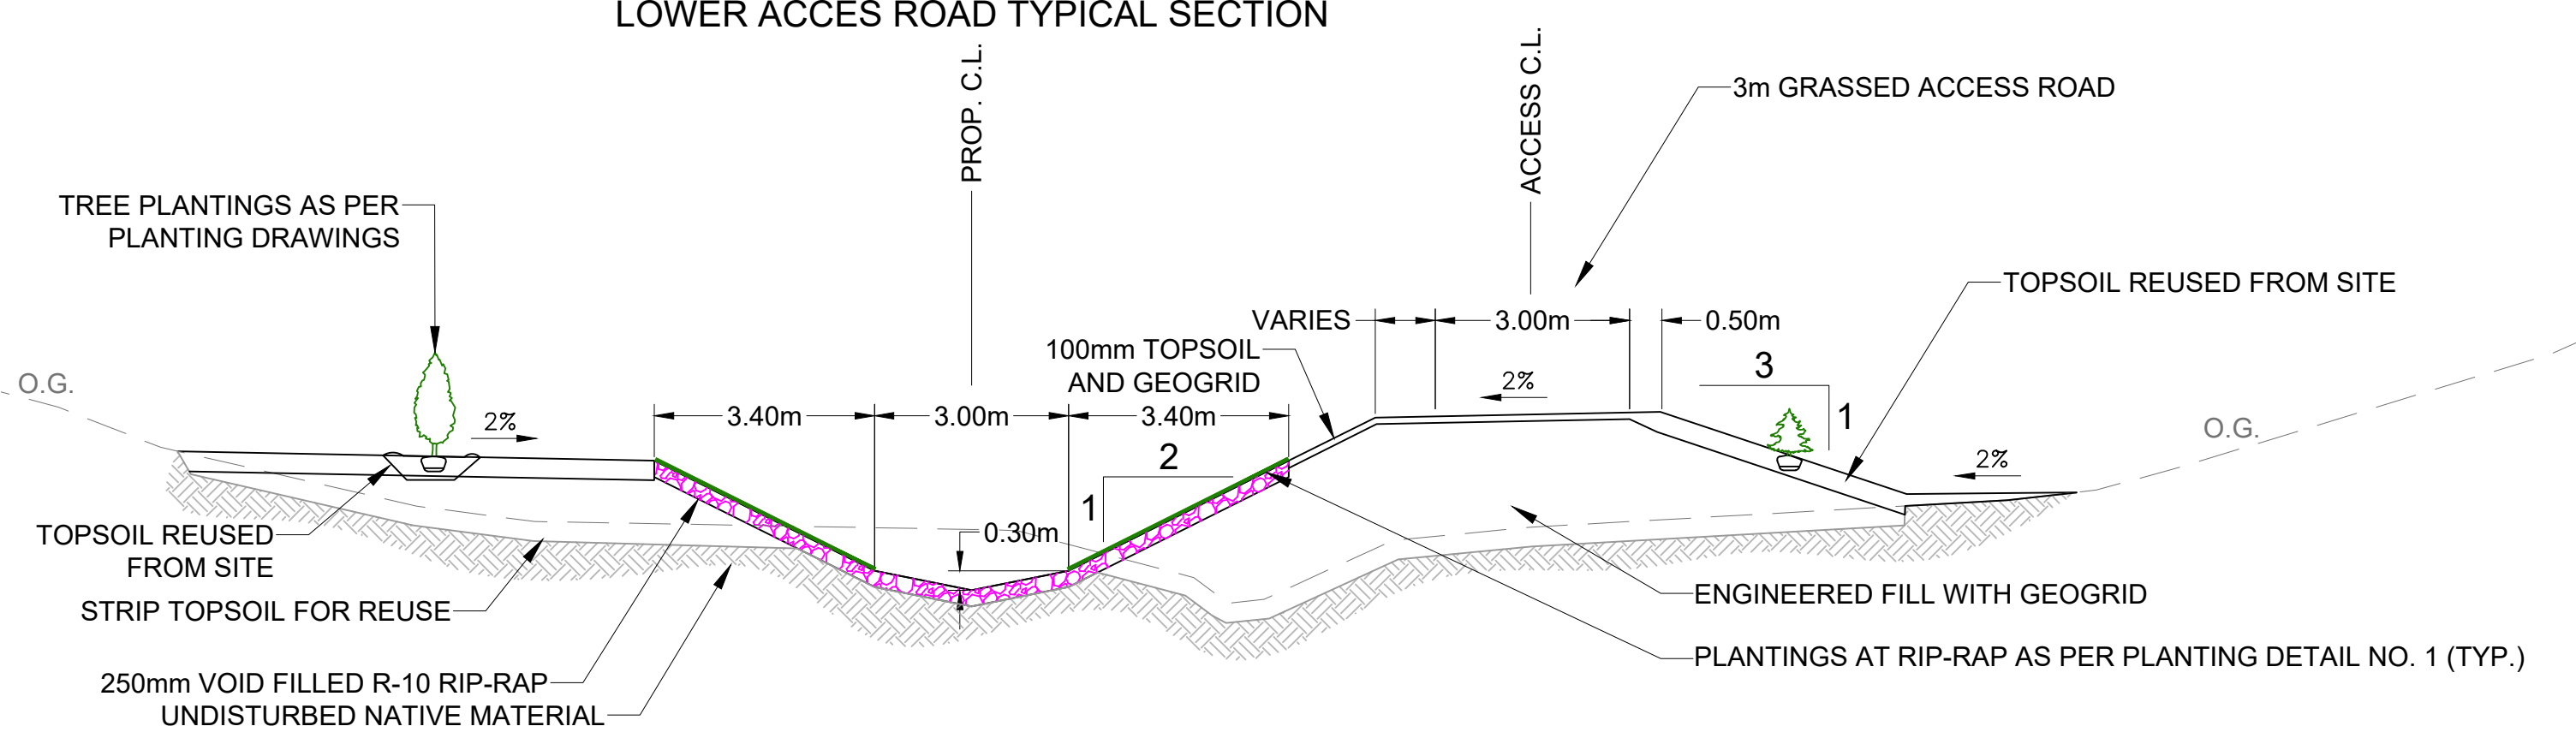 LOWER ACCES ROAD TYPICAL SECTION
PROP. C.L.
ACCESS C.L.
3m GRASSED ACCESS ROAD
TREE PLANTINGS AS PER
PLANTING DRAWINGS
TOPSOIL REUSED FROM SITE
VARIES
3.00m
0.50m
100mm TOPSOIL
AND GEOGRID
O.G.
2%
3.40m
3.00m
3.40m
2%
3
1
O.G.
2%
2
1
0.30m
TOPSOIL REUSED
FROM SITE
STRIP TOPSOIL FOR REUSE
ENGINEERED FILL WITH GEOGRID
PLANTINGS AT RIP-RAP AS PER PLANTING DETAIL NO. 1 (TYP.)
250mm VOID FILLED R-10 RIP-RAP
UNDISTURBED NATIVE MATERIAL